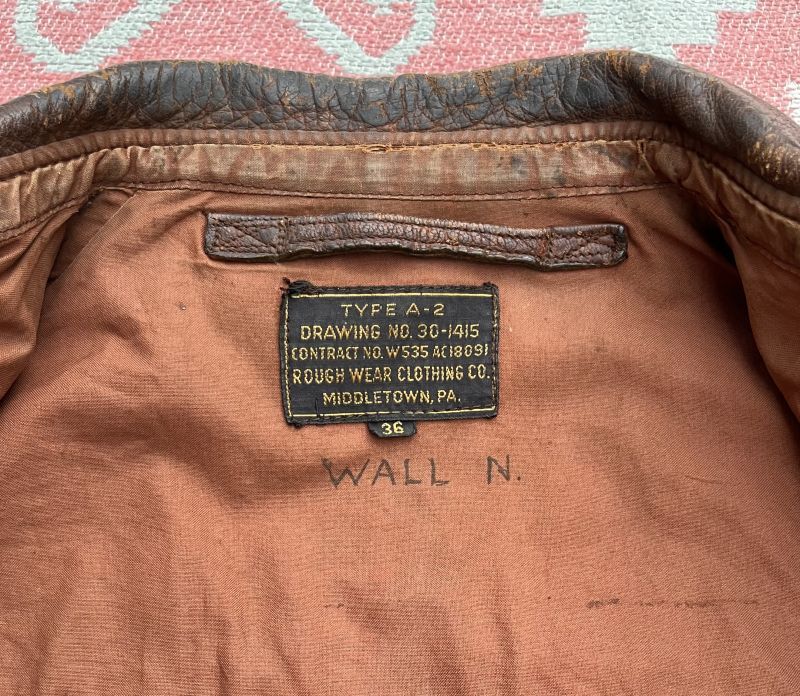 TYPE A-2
DRAWING NO. 30-1415
CONTRACT NO. W535 AC18091
ROUGH WEAR CLOTHING CO.
MIDDLETOWN, PA.
36
WALL N.